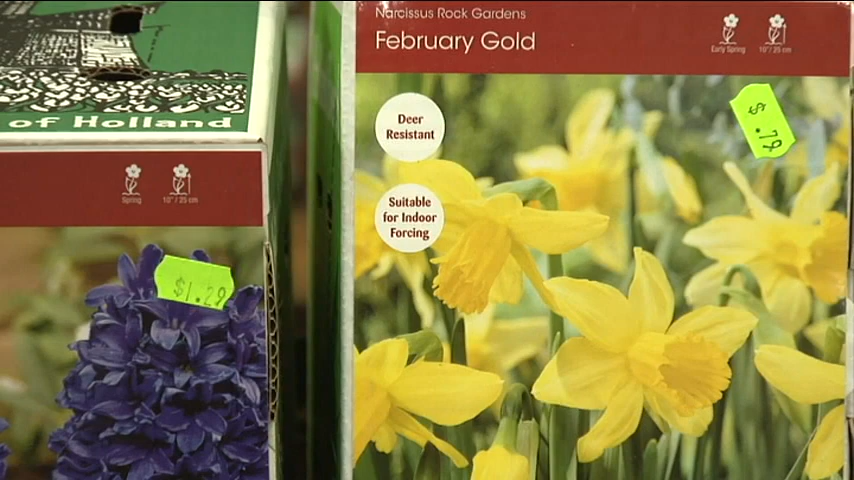 of Holland
Spring
10"/25 cm
$1.29
Narcissus Rock Gardens
February Gold
Early Spring
10"/25 cm
$.79
Deer
Resistant
Suitable
for Indoor
Forcing